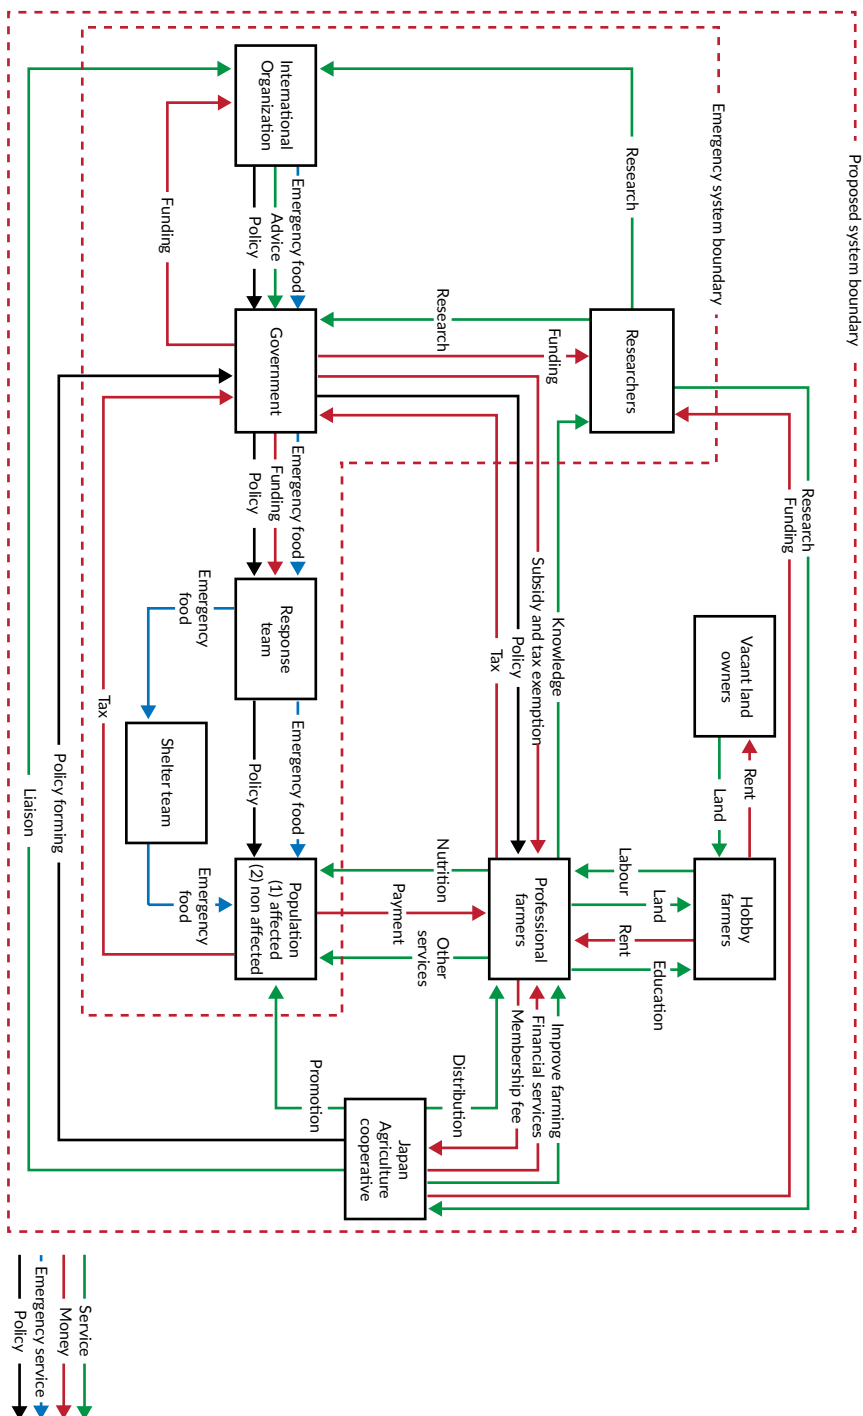 Proposed system boundary
Emergency system boundary
International
Organization
Research
Emergency food
Advice
Policy
Funding
Government
Research
Funding
Researchers
Research
Funding
Subsidy and tax exemption
Knowledge
Policy
Tax
Emergency food
Funding
Policy
Response
team
Emergency
food
Emergency food
Policy
Shelter team
Emergency
food
Tax
Policy forming
Liaison
Vacant land
owners
Rent
Land
Hobby
farmers
Labour
Land
Rent
Education
Professional
farmers
Nutrition
Payment
Other
services
Population
(1) affected
(2) non affected
Improve farming
Financial services
Membership fee
Distribution
Promotion
Japan
Agriculture
cooperative
Service
Money
Emergency service
Policy